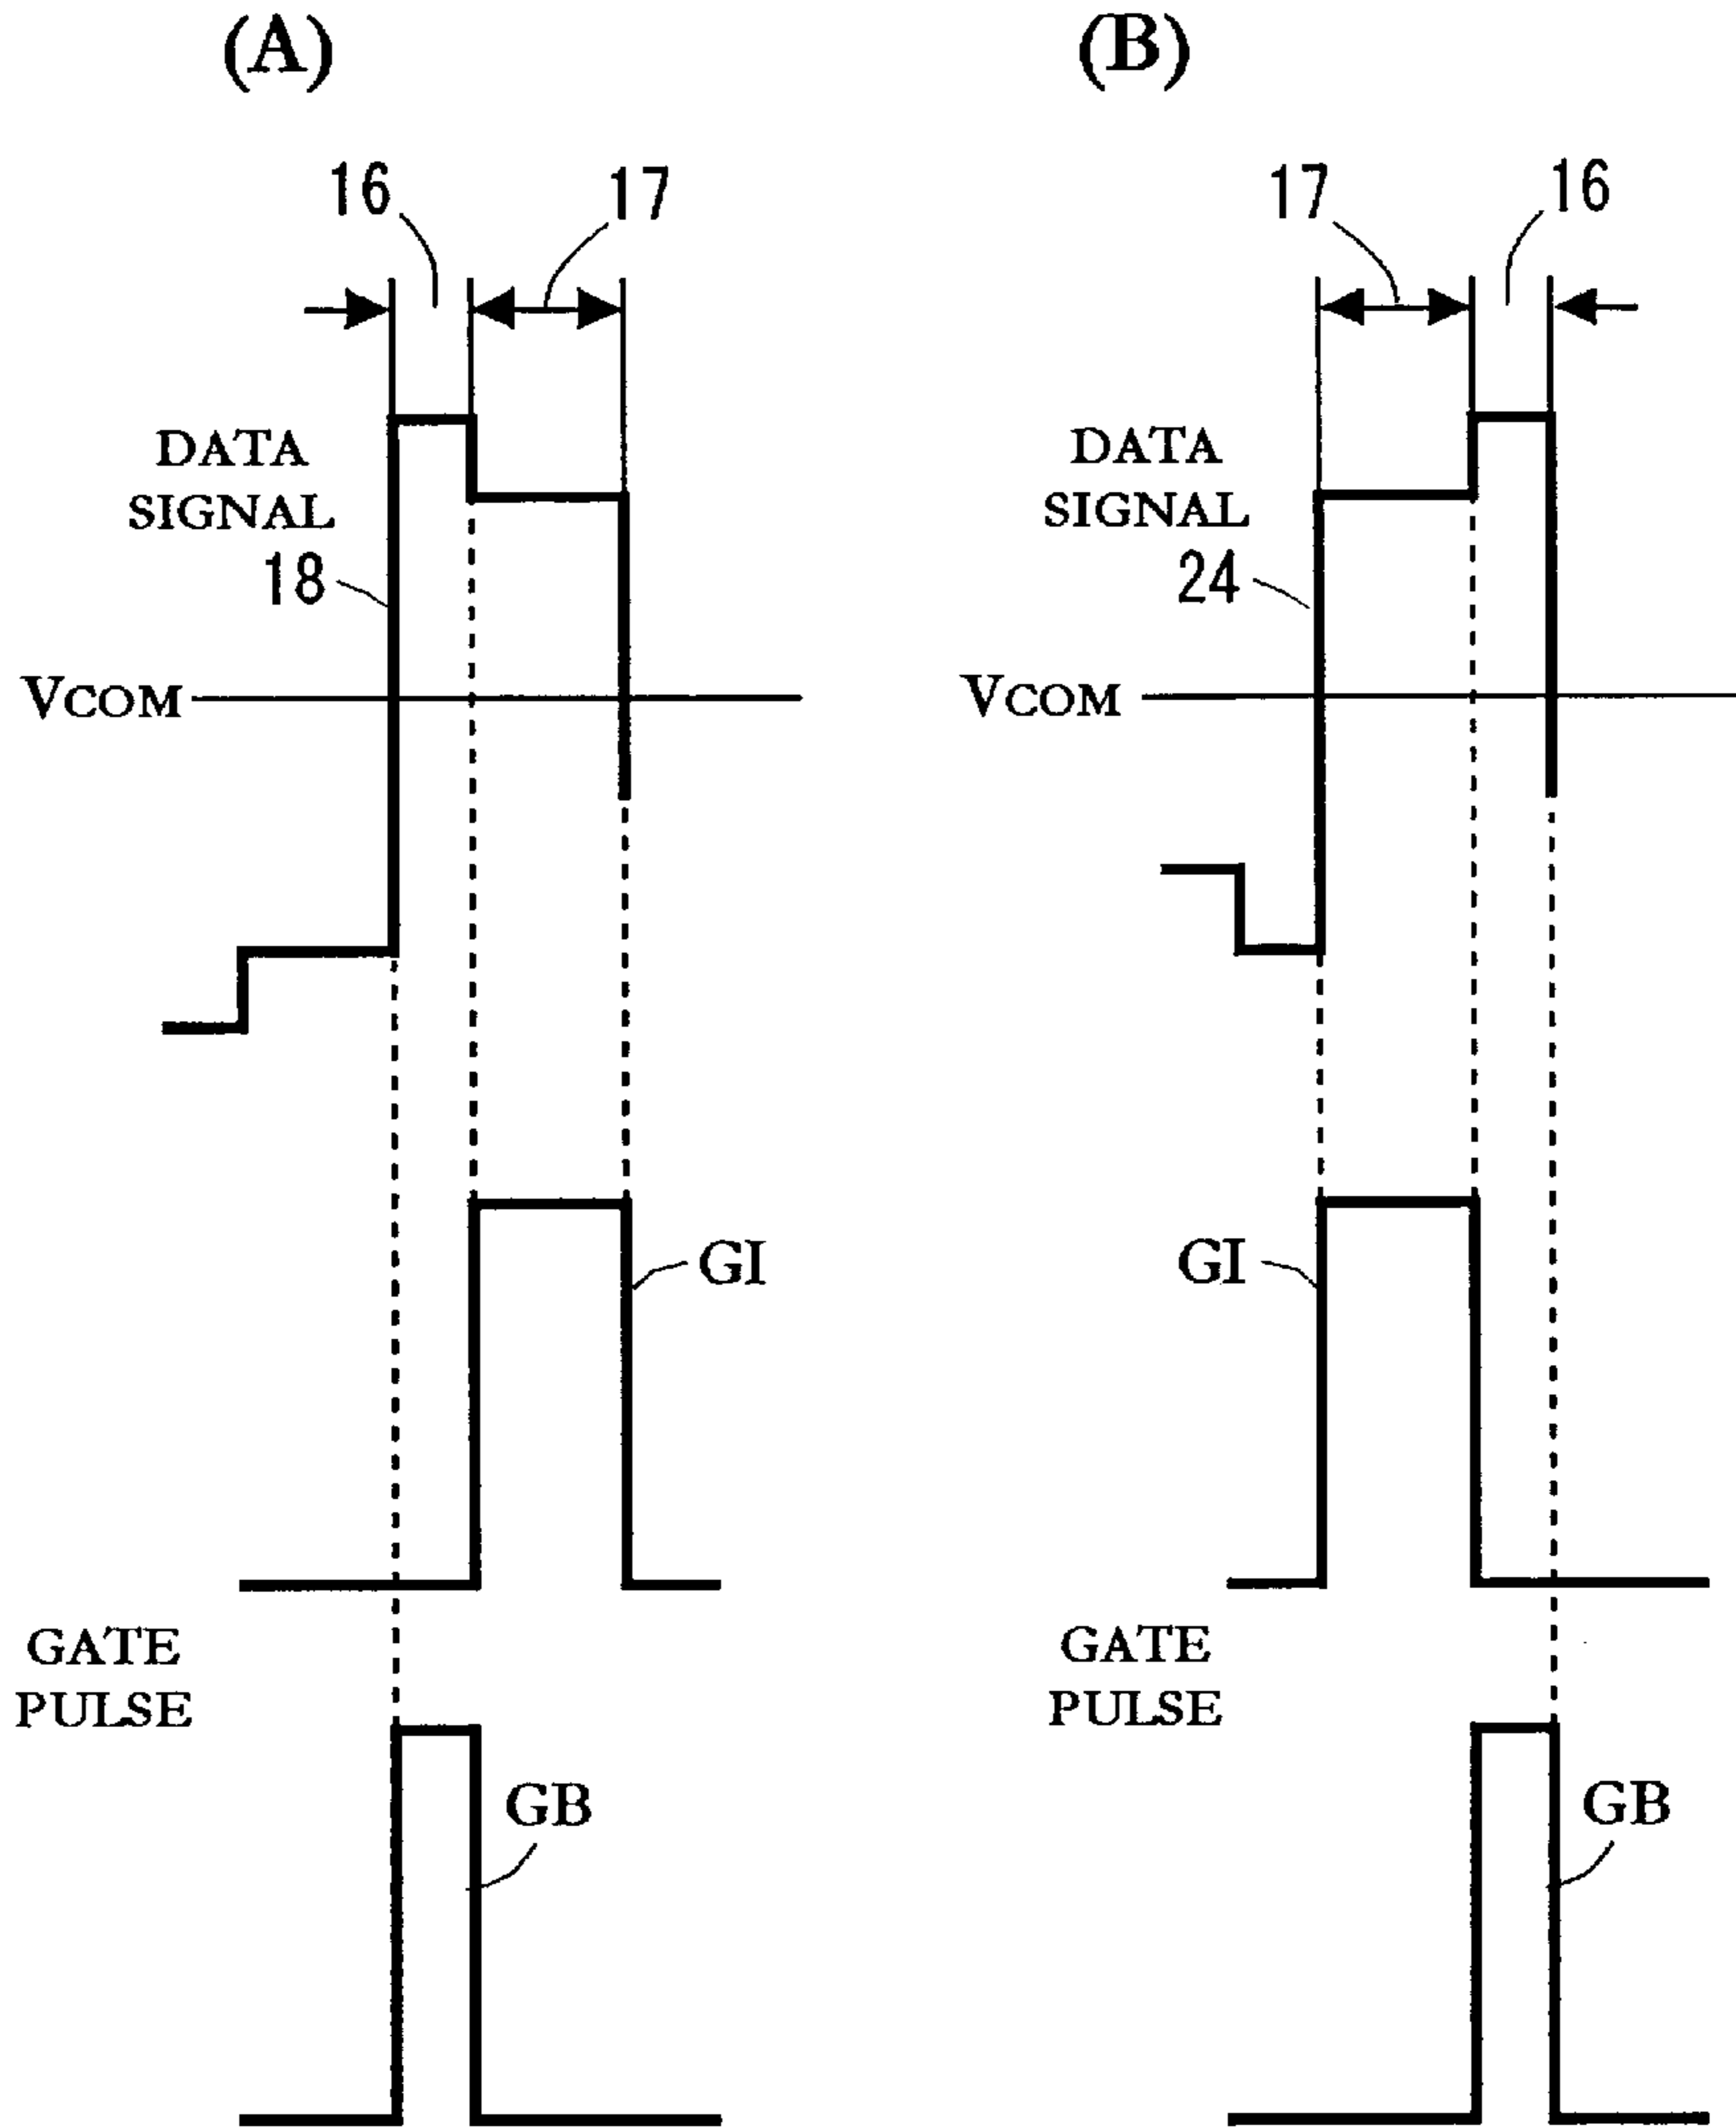 (A)
16
17
DATA
SIGNAL
18
VCOM
GI
GATE
PULSE
GB
(B)
17
16
DATA
SIGNAL
24
VCOM
GI
GATE
PULSE
GB